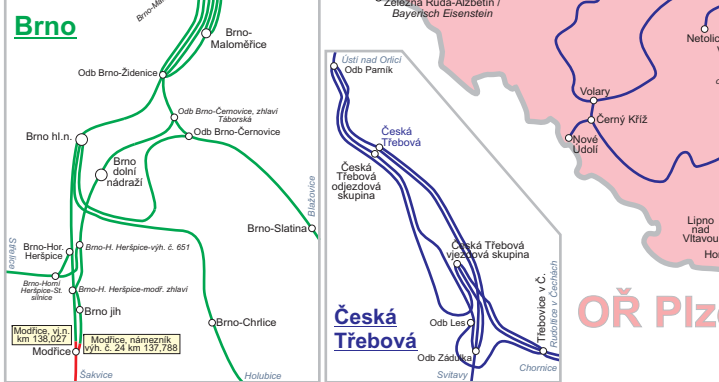 Brno
Brno-
Maloměřice
Odb Brno-Židenice
Odb Brno-Černovice, zhlaví
Táborská
Odb Brno-Černovice
Brno hl.n.
Brno
dolní
nádraží
Blažovice
Brno-Slatina
Střelice
Brno-Hor.
Heršpice
Brno-H. Heršpice-výh. č. 651
Brno-Horní
Heršpice-St.
silnice
Brno-H. Heršpice-modř. zhlaví
Brno jih
Brno-Chrlice
Modřice, vj.n.
km 138,027
Modřice, námezník
výh. č. 24 km 137,788
Modřice
Šakvice
Holubice
Ústí nad Orlicí
Odb Parník
Česká
Třebová
Česká
Třebová
odjezdová
skupina
Česká Třebová
vjezdová skupina
Česká
Třebová
Odb Les
Odb Zádulka
Třebovice v Č.
Rudoltice v Čechách
Svitavy
Chornice
Železná Ruda-Alžbětín /
Bayerisch Eisenstein
Netolic
Volary
Černý Kříž
Nové
Údolí
Lipno
nad
Vltavou
Hor
OŘ Plze